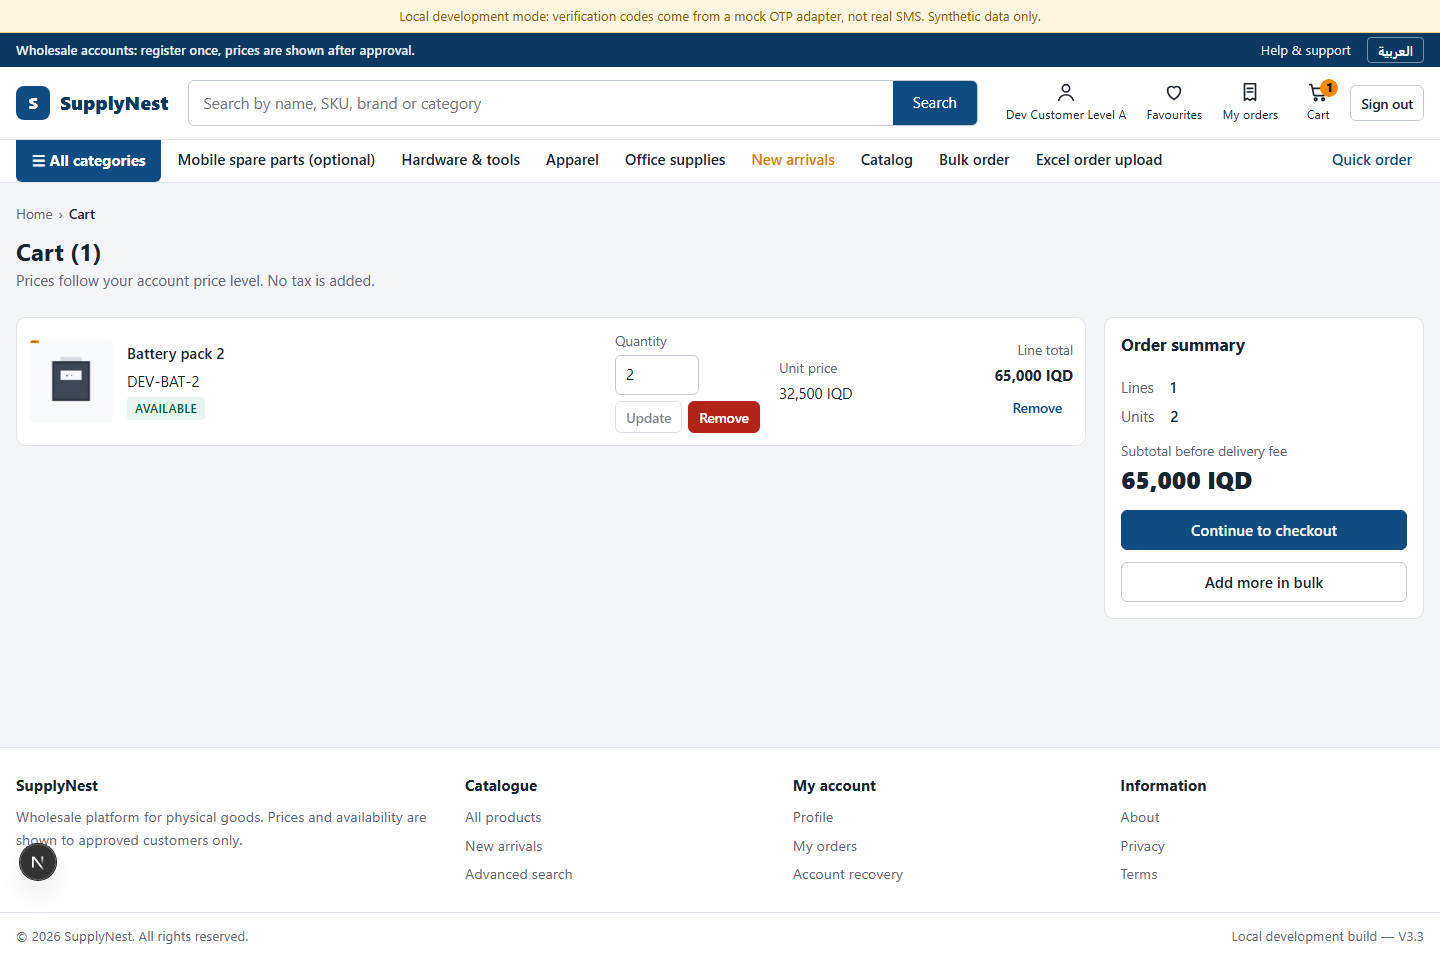 Local development mode: verification codes come from a mock OTP adapter, not real SMS. Synthetic data only.
Wholesale accounts: register once, prices are shown after approval.
Help & support
العربية
S
SupplyNest
Search by name, SKU, brand or category
Search
Dev Customer Level A
Favourites
My orders
1
Cart
Sign out
☰ All categories
Mobile spare parts (optional)
Hardware & tools
Apparel
Office supplies
New arrivals
Catalog
Bulk order
Excel order upload
Quick order
Home › Cart
Cart (1)
Prices follow your account price level. No tax is added.
Battery pack 2
DEV-BAT-2
AVAILABLE
Quantity
2
Update
Remove
Unit price
32,500 IQD
Line total
65,000 IQD
Remove
Order summary
Lines 1
Units 2
Subtotal before delivery fee
65,000 IQD
Continue to checkout
Add more in bulk
SupplyNest
Wholesale platform for physical goods. Prices and availability are
shown to approved customers only.
N
Catalogue
All products
New arrivals
Advanced search
My account
Profile
My orders
Account recovery
Information
About
Privacy
Terms
© 2026 SupplyNest. All rights reserved.
Local development build — V3.3